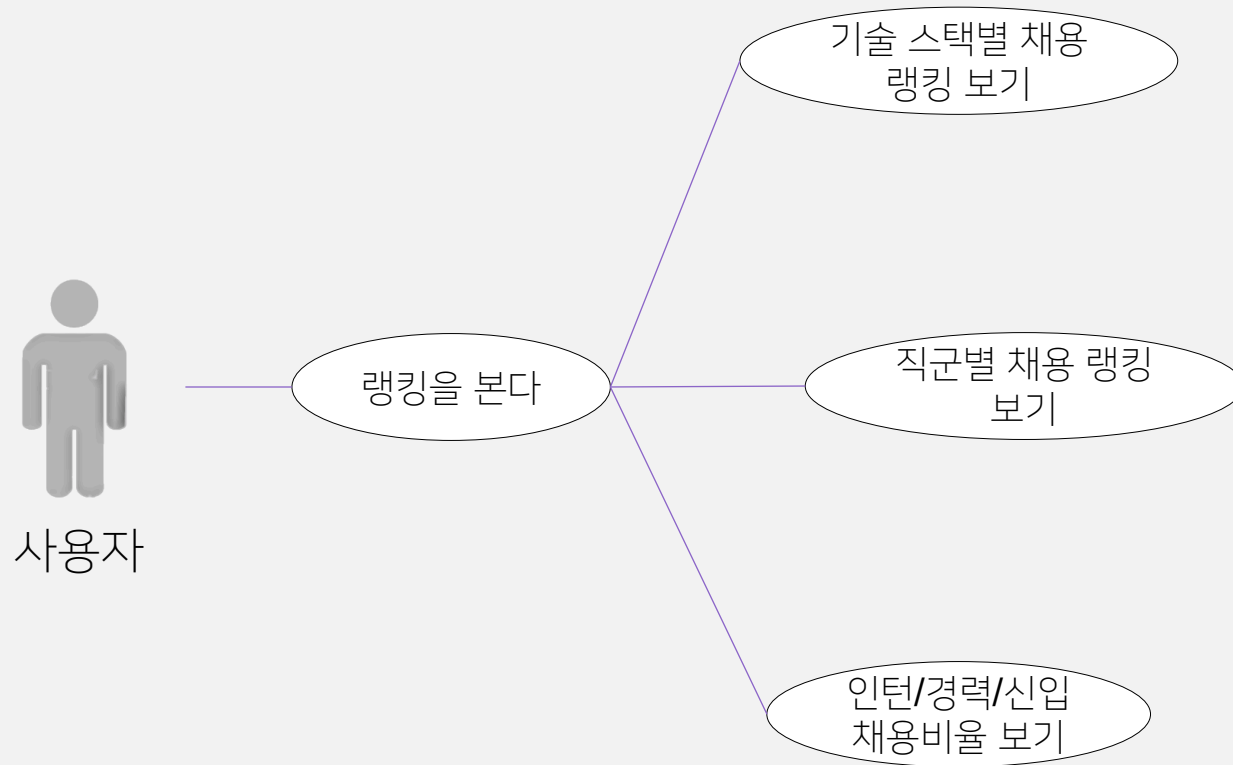 기술 스택별 채용
랭킹 보기
랭킹을 본다
직군별 채용 랭킹
보기
사용자
인턴/경력/신입
채용비율 보기